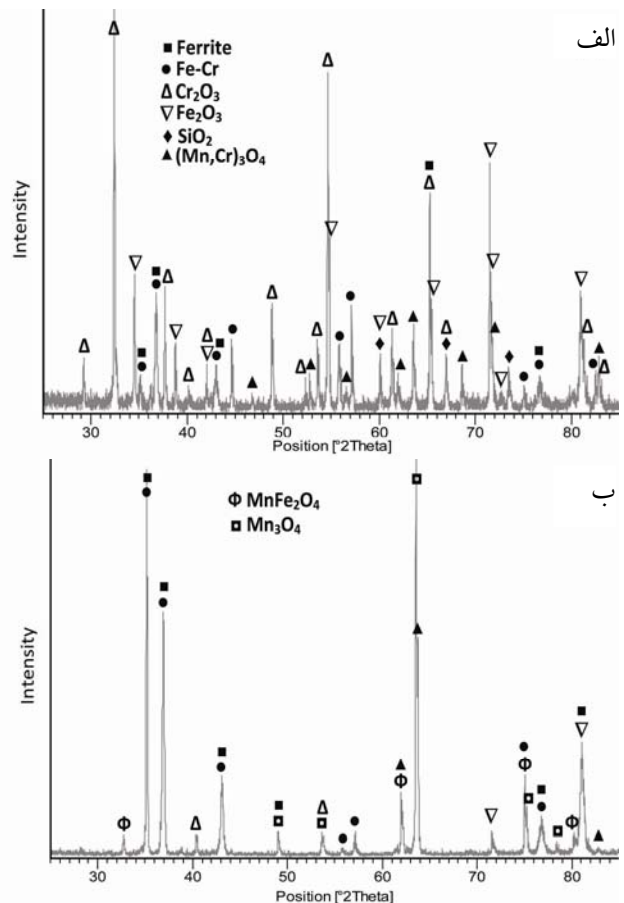 الف
■ Ferrite
● Fe-Cr
Δ Cr₂O₃
▽ Fe₂O₃
♦ SiO₂
▲ (Mn,Cr)₃O₄
Intensity
30 40 50 60 70 80
Position [°2Theta]
ب
Φ MnFe₂O₄
◘ Mn₃O₄
Intensity
30 40 50 60 70 80
Position [°2Theta]